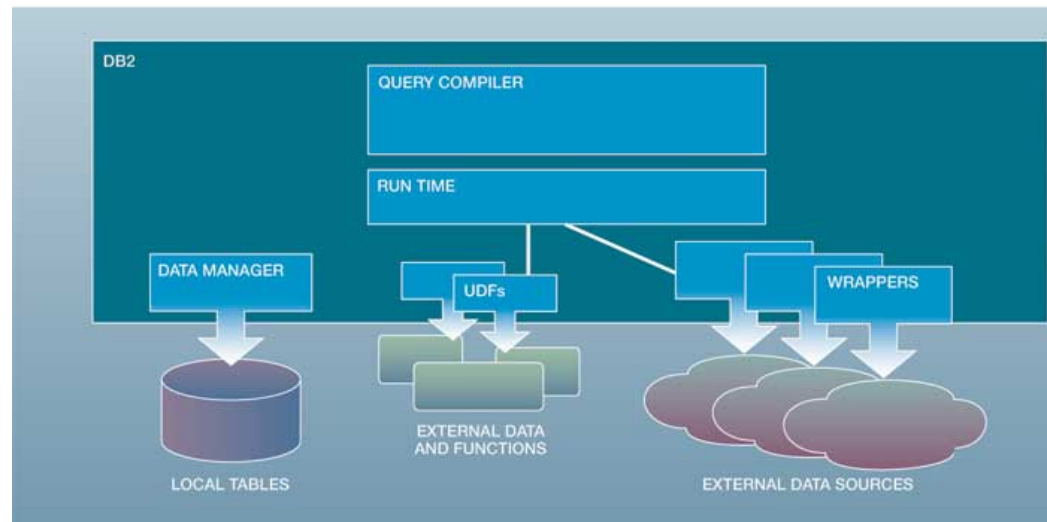 DB2
QUERY COMPILER
RUN TIME
DATA MANAGER
UDFs
WRAPPERS
EXTERNAL DATA
AND FUNCTIONS
LOCAL TABLES
EXTERNAL DATA SOURCES